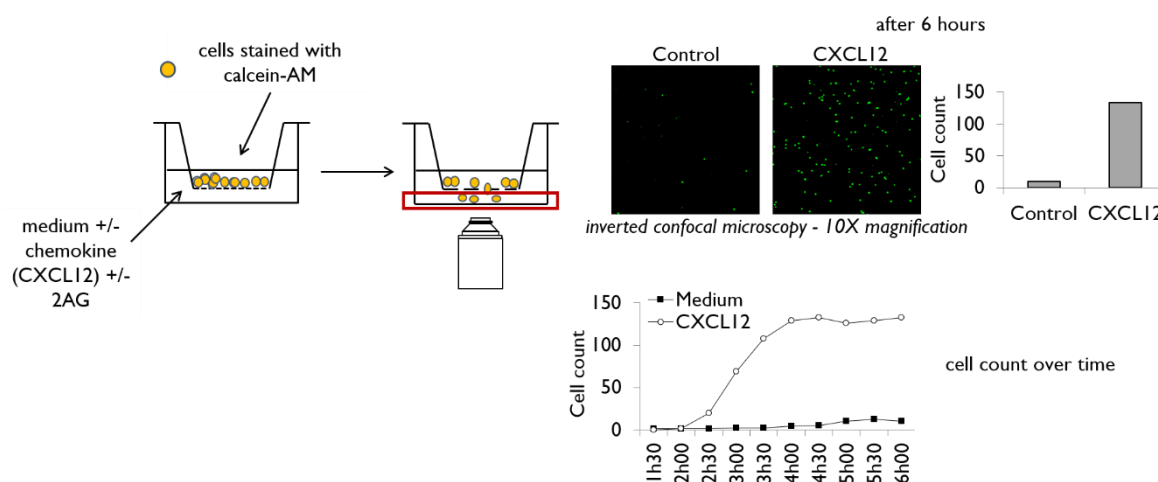 cells stained with
calcein-AM
medium +/-
chemokine
(CXCL12) +/-
2AG
after 6 hours
Control
CXCL12
inverted confocal microscopy - 10X magnification
Cell count
150
100
50
0
Control
CXCL12
Medium
CXCL12
Cell count
150
100
50
0
1h30
2h00
2h30
3h00
3h30
4h00
4h30
5h00
5h30
6h00
cell count over time